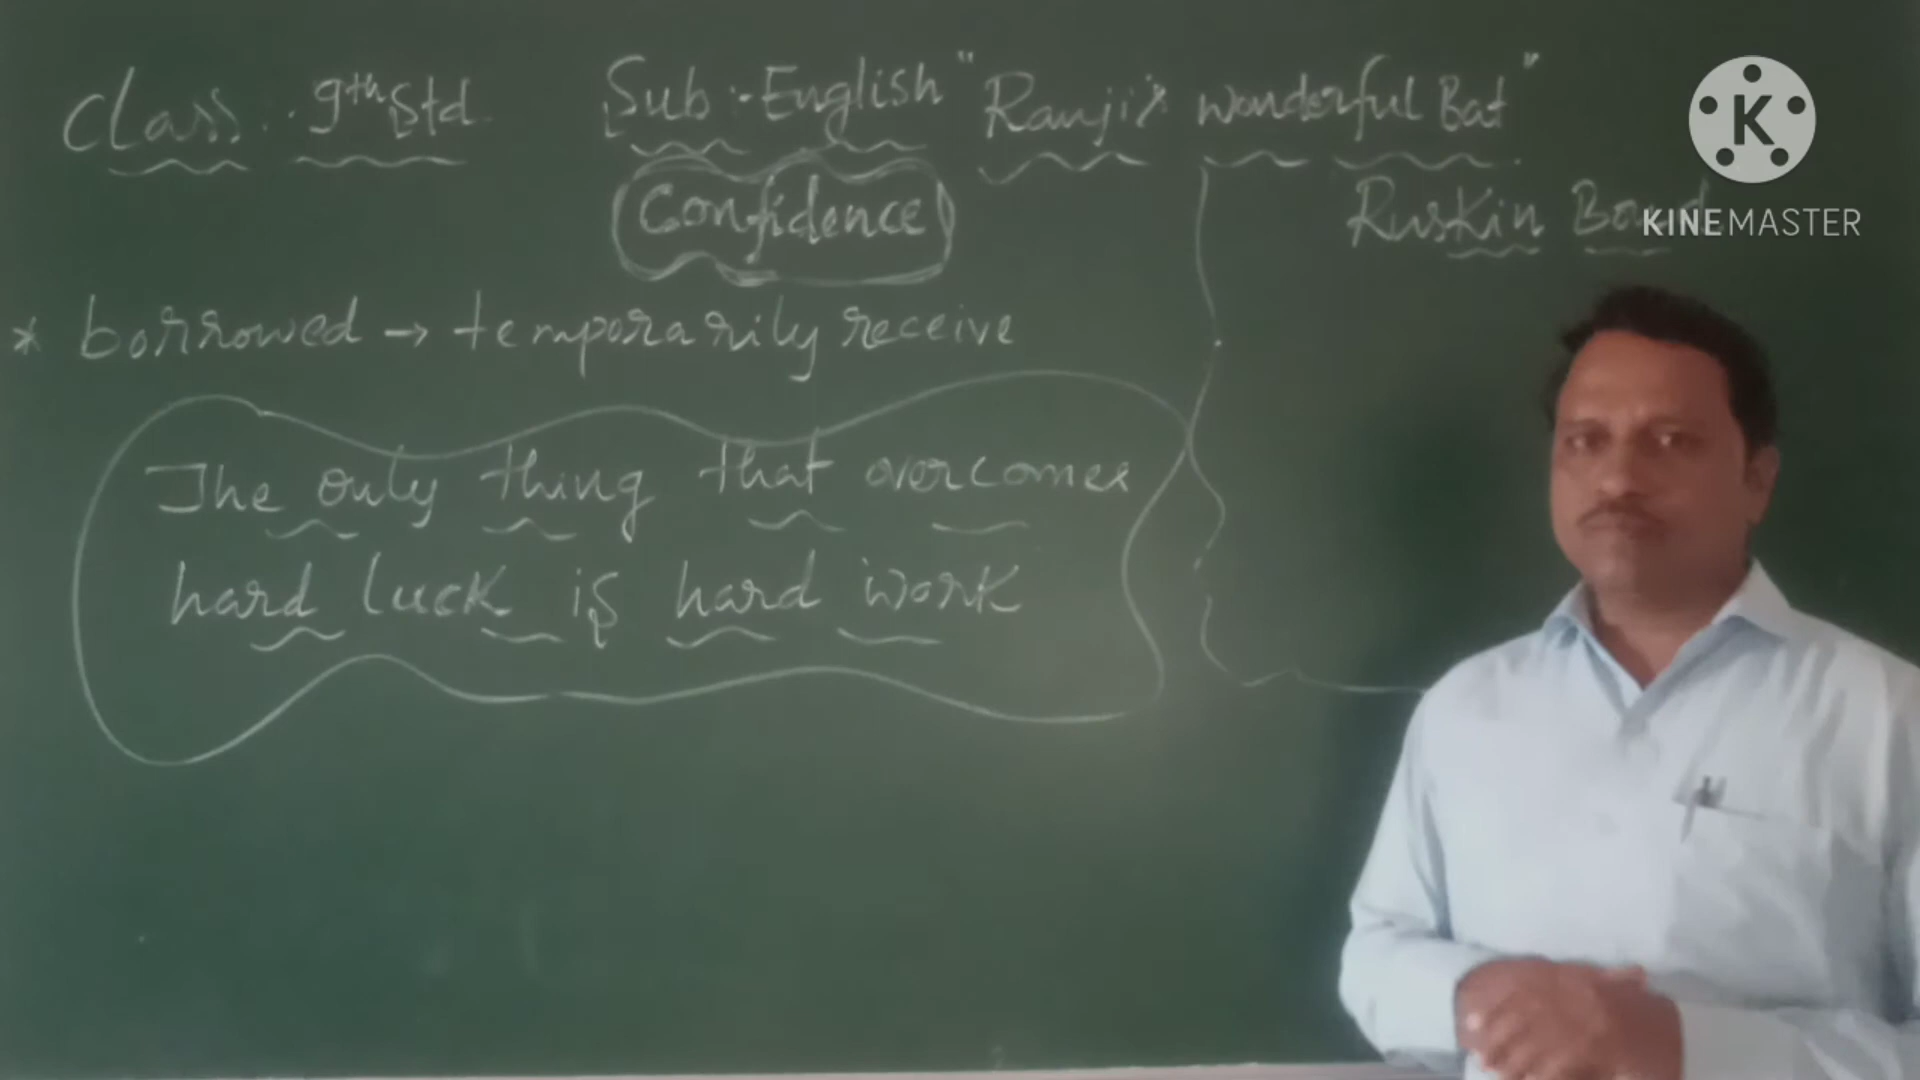 Class : 9th Std Sub :- English "Ranji's wonderful Bat"
Confidence
Ruskin Bond
* borrowed → temporarily receive
The only thing that overcomes
hard luck is hard work
K
KINEMASTER